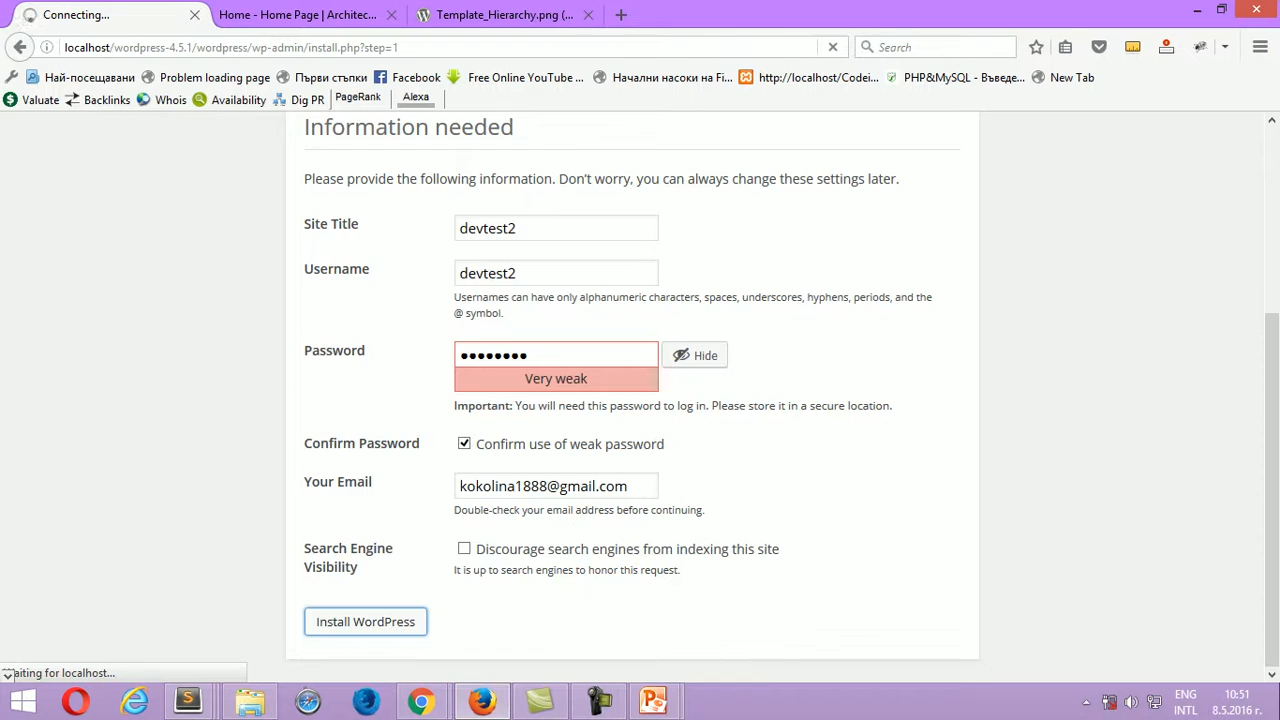 Connecting...
Home - Home Page | Architec...
Template_Hierarchy.png (...
localhost/wordpress-4.5.1/wordpress/wp-admin/install.php?step=1
Search
Най-посещавани
Problem loading page
Първи стъпки
Facebook
Free Online YouTube ...
Начални насоки на Fi...
http://localhost/Codei...
PHP&MySQL - Въведе...
New Tab
Valuate
Backlinks
Whois
Availability
Dig PR
PageRank
Alexa
Information needed
Please provide the following information. Don't worry, you can always change these settings later.
Site Title
devtest2
Username
devtest2
Usernames can have only alphanumeric characters, spaces, underscores, hyphens, periods, and the
@ symbol.
Password
●●●●●●●●
Hide
Very weak
Important: You will need this password to log in. Please store it in a secure location.
Confirm Password
Confirm use of weak password
Your Email
kokolina1888@gmail.com
Double-check your email address before continuing.
Search Engine
Visibility
Discourage search engines from indexing this site
It is up to search engines to honor this request.
Install WordPress
aiting for localhost...
ENG
INTL
10:51
8.5.2016 г.